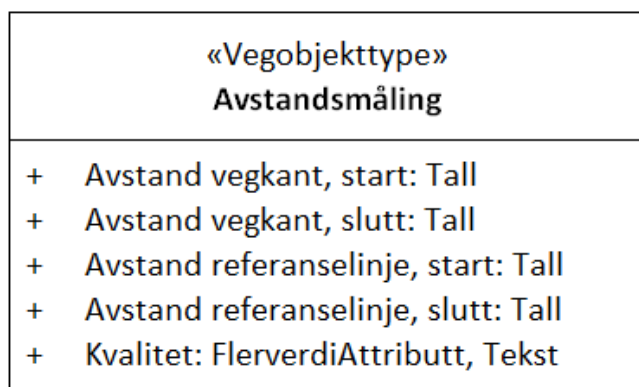 «Vegobjekttype»
Avstandsmåling
+ Avstand vegkant, start: Tall
+ Avstand vegkant, slutt: Tall
+ Avstand referanselinje, start: Tall
+ Avstand referanselinje, slutt: Tall
+ Kvalitet: FlerverdiAttributt, Tekst